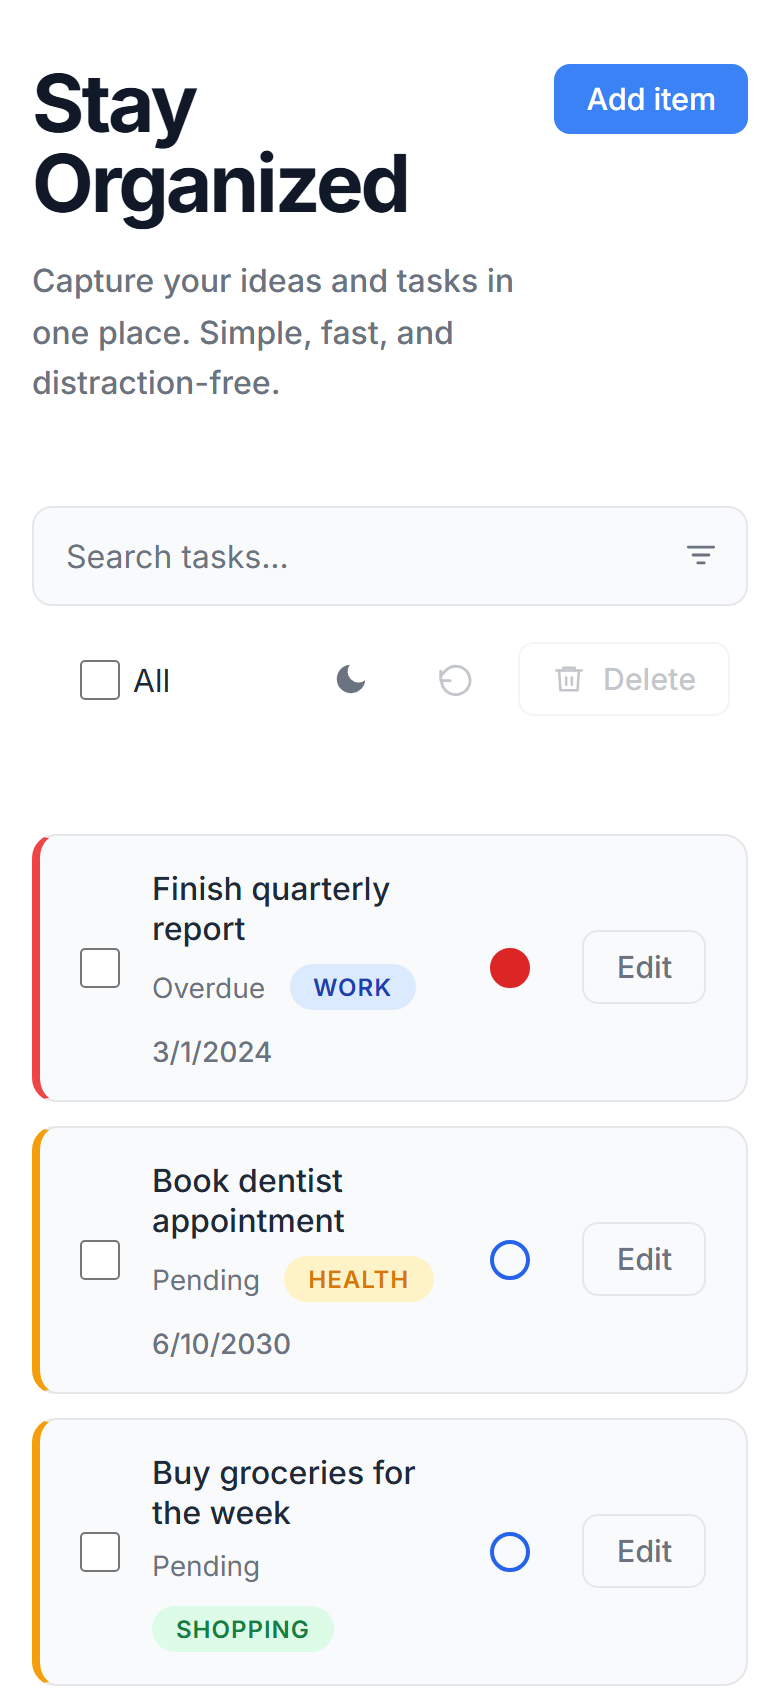 Stay
Organized
Add item
Capture your ideas and tasks in
one place. Simple, fast, and
distraction-free.
Search tasks...
All
Delete
Finish quarterly
report
Overdue WORK
3/1/2024
Edit
Book dentist
appointment
Pending HEALTH
6/10/2030
Edit
Buy groceries for
the week
Pending
SHOPPING
Edit